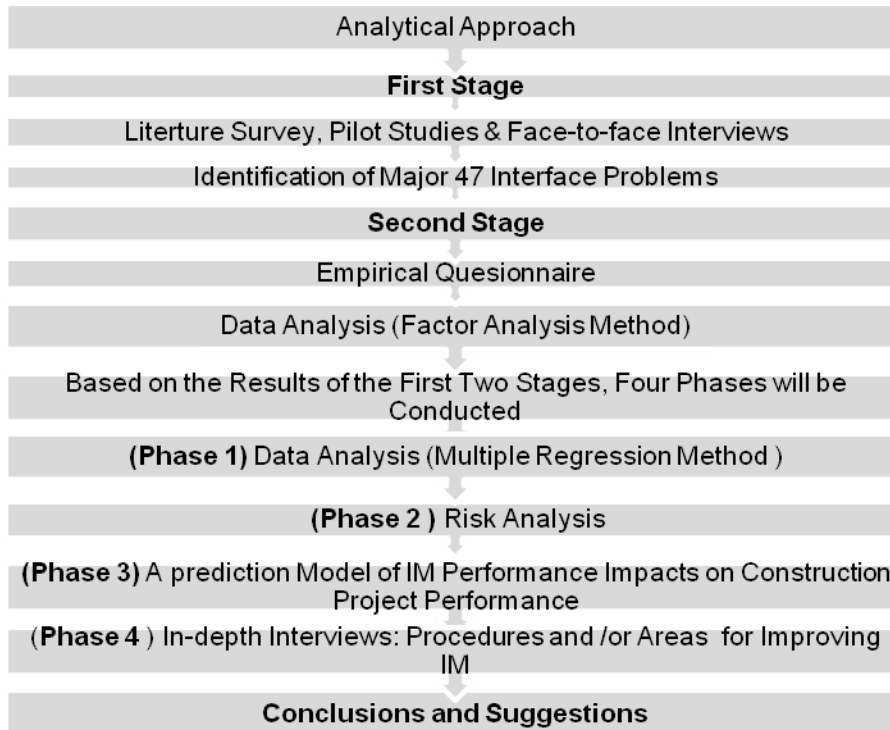 Analytical Approach
First Stage
Literture Survey, Pilot Studies & Face-to-face Interviews
Identification of Major 47 Interface Problems
Second Stage
Empirical Quesionnaire
Data Analysis (Factor Analysis Method)
Based on the Results of the First Two Stages, Four Phases will be
Conducted
(Phase 1) Data Analysis (Multiple Regression Method )
(Phase 2 ) Risk Analysis
(Phase 3) A prediction Model of IM Performance Impacts on Construction
Project Performance
(Phase 4 ) In-depth Interviews: Procedures and /or Areas for Improving
IM
Conclusions and Suggestions